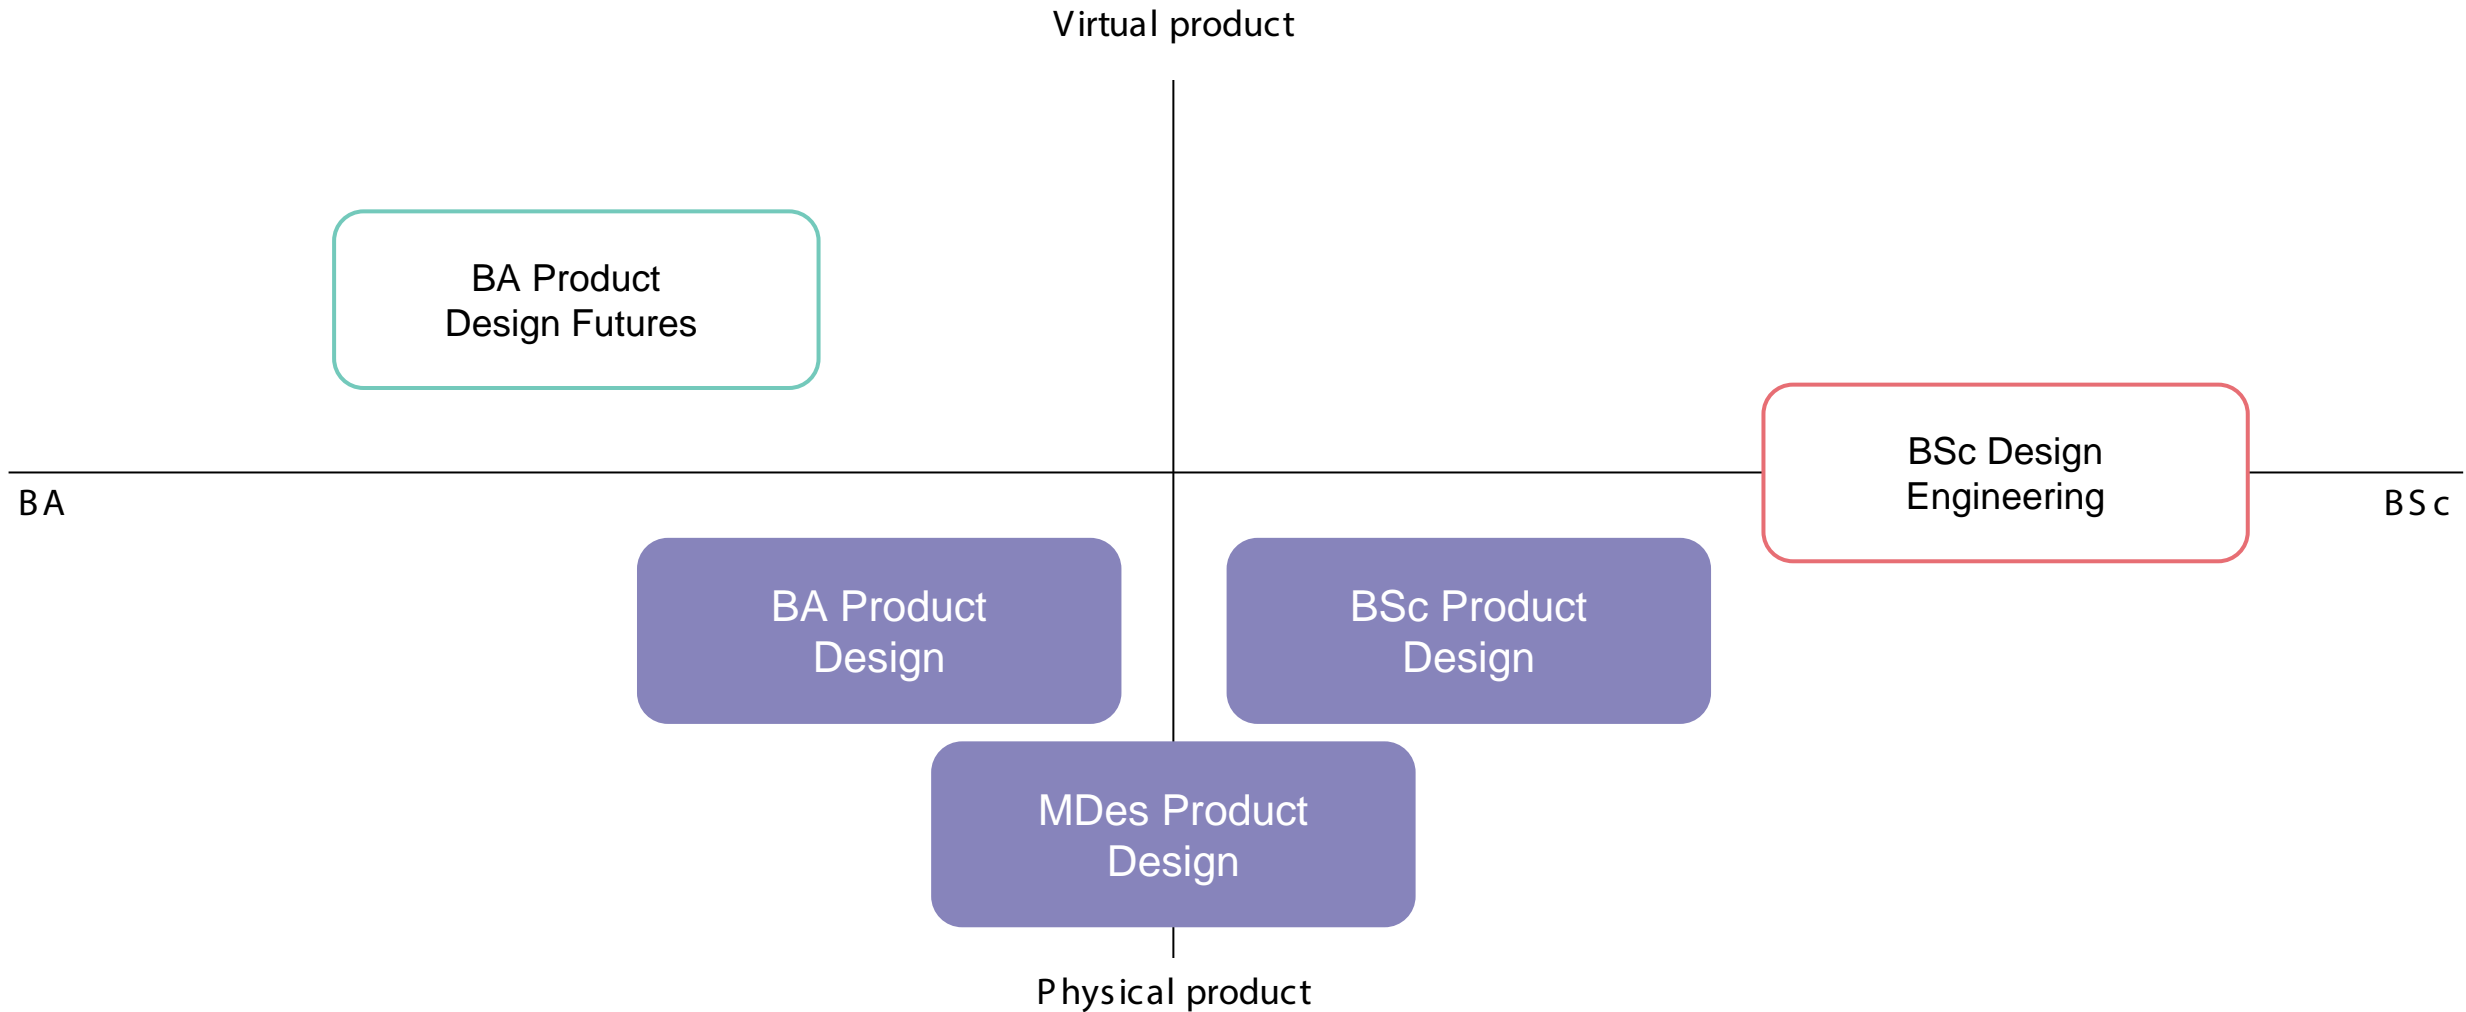 Virtual product
BA Product
Design Futures
BSc Design
Engineering
BA
BSc
BA Product
Design
BSc Product
Design
MDes Product
Design
Physical product